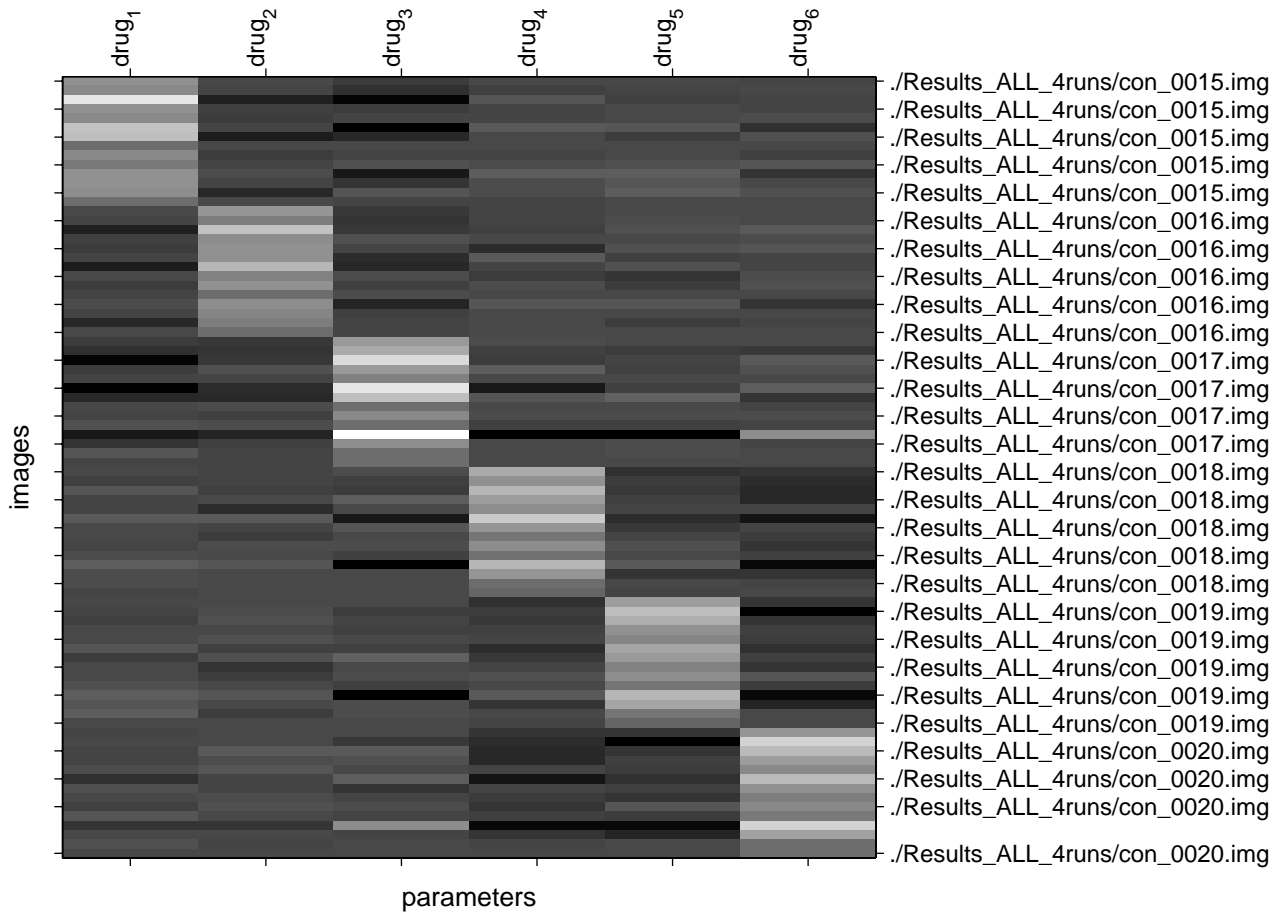 drug1
drug2
drug3
drug4
drug5
drug6
./Results_ALL_4runs/con_0015.img
./Results_ALL_4runs/con_0015.img
./Results_ALL_4runs/con_0015.img
./Results_ALL_4runs/con_0015.img
./Results_ALL_4runs/con_0015.img
./Results_ALL_4runs/con_0016.img
./Results_ALL_4runs/con_0016.img
./Results_ALL_4runs/con_0016.img
./Results_ALL_4runs/con_0016.img
./Results_ALL_4runs/con_0016.img
./Results_ALL_4runs/con_0017.img
./Results_ALL_4runs/con_0017.img
./Results_ALL_4runs/con_0017.img
./Results_ALL_4runs/con_0017.img
./Results_ALL_4runs/con_0018.img
./Results_ALL_4runs/con_0018.img
./Results_ALL_4runs/con_0018.img
./Results_ALL_4runs/con_0018.img
./Results_ALL_4runs/con_0018.img
./Results_ALL_4runs/con_0019.img
./Results_ALL_4runs/con_0019.img
./Results_ALL_4runs/con_0019.img
./Results_ALL_4runs/con_0019.img
./Results_ALL_4runs/con_0019.img
./Results_ALL_4runs/con_0020.img
./Results_ALL_4runs/con_0020.img
./Results_ALL_4runs/con_0020.img
./Results_ALL_4runs/con_0020.img
images
parameters